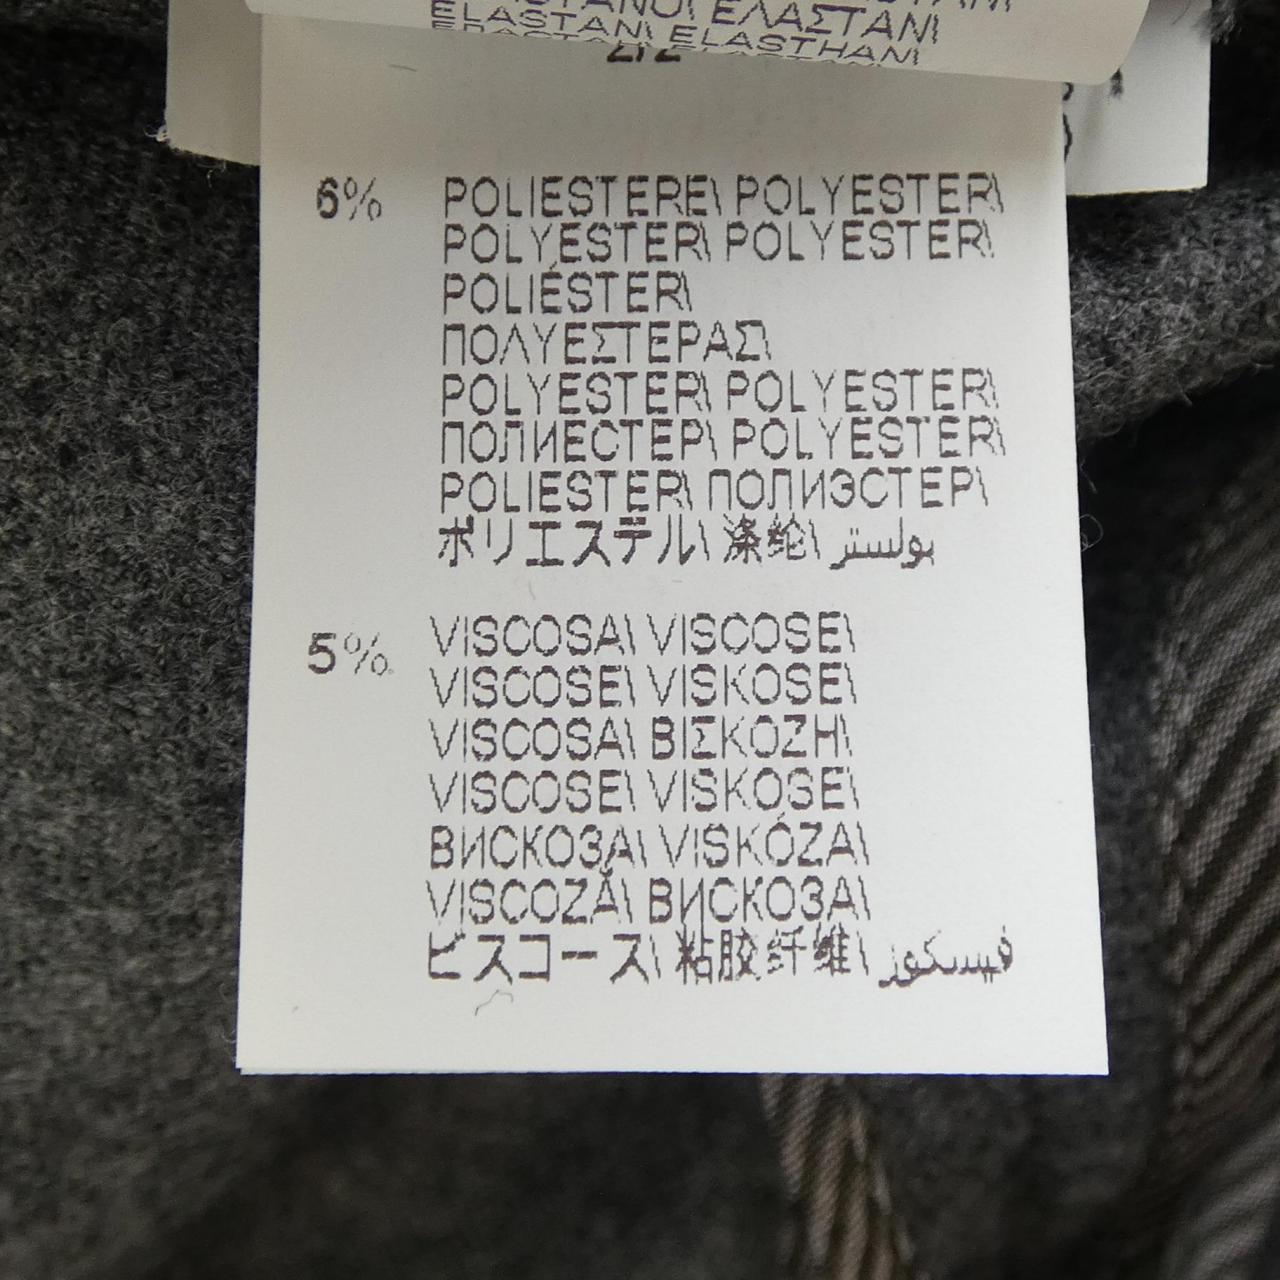 ELASTAN\ ELASTHAN\
6% POLIESTERE\ POLYESTER\
POLYESTER\ POLYESTER\
POLIÉSTER\
ΠΟΛΥΕΣΤΕΡΑΣ\
POLYESTER\ POLYESTER\
ПОЛИЕСТЕР\ POLYESTER\
POLIESTER\ ПОЛИЭСТЕР\
ポリエステル\ 涤纶\ بولستر
5% VISCOSA\ VISCOSE\
VISCOSE\ VISKOSE\
VISCOSA\ ΒΙΣΚΟΖΗ\
VISCOSE\ VISKOSE\
ВИСКОЗА\ VISKÓZA\
VISCOZĂ\ ВИСКОЗА\
ビスコース\ 粘胶纤维\ فيسكوز